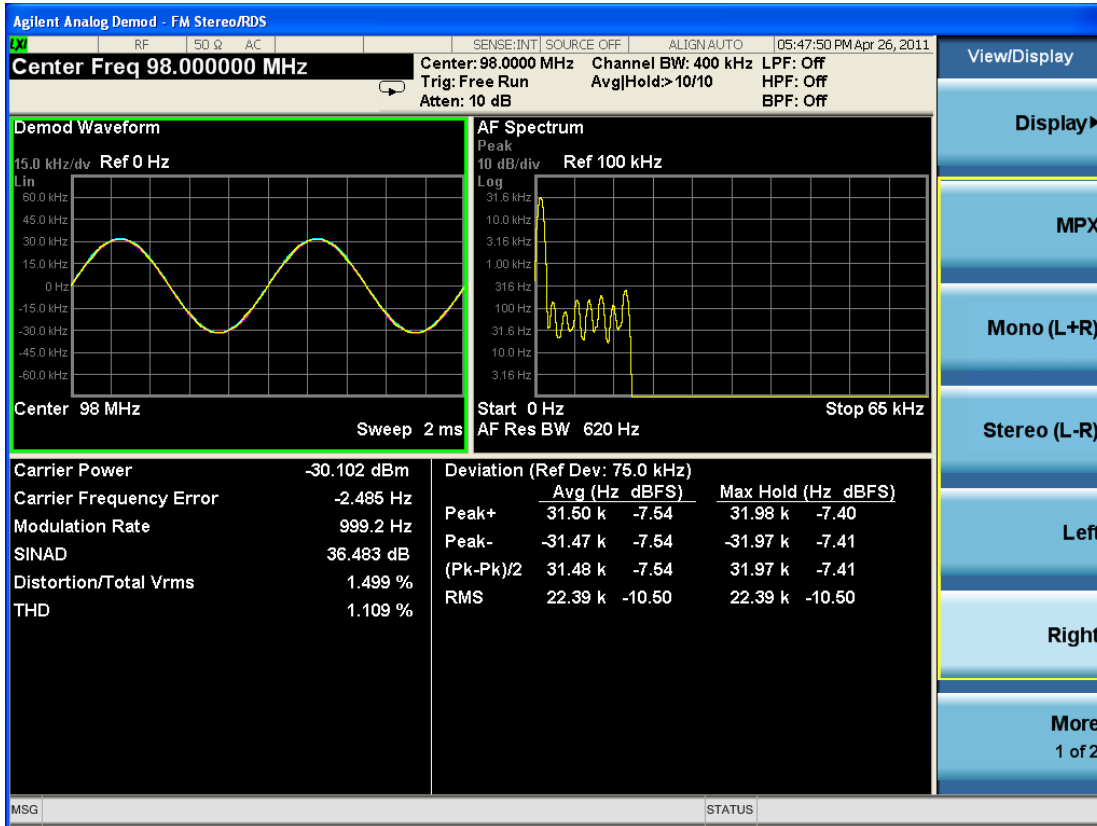 Agilent Analog Demod - FM Stereo/RDS
LXI RF 50 Ω AC SENSE:INT SOURCE OFF ALIGN AUTO 05:47:50 PM Apr 26, 2011
Center Freq 98.000000 MHz
Center: 98.0000 MHz Channel BW: 400 kHz LPF: Off
Trig: Free Run Avg|Hold:>10/10 HPF: Off
Atten: 10 dB BPF: Off
Demod Waveform
15.0 kHz/dv Ref 0 Hz
Lin
60.0 kHz
45.0 kHz
30.0 kHz
15.0 kHz
0 Hz
-15.0 kHz
-30.0 kHz
-45.0 kHz
-60.0 kHz
Center 98 MHz
Sweep 2 ms
AF Spectrum
Peak
10 dB/div Ref 100 kHz
Log
31.6 kHz
10.0 kHz
3.16 kHz
1.00 kHz
316 Hz
100 Hz
31.6 Hz
10.0 Hz
3.16 Hz
Start 0 Hz Stop 65 kHz
AF Res BW 620 Hz
Carrier Power -30.102 dBm
Carrier Frequency Error -2.485 Hz
Modulation Rate 999.2 Hz
SINAD 36.483 dB
Distortion/Total Vrms 1.499 %
THD 1.109 %
Deviation (Ref Dev: 75.0 kHz)
Avg (Hz dBFS) Max Hold (Hz dBFS)
Peak+ 31.50 k -7.54 31.98 k -7.40
Peak- -31.47 k -7.54 -31.97 k -7.41
(Pk-Pk)/2 31.48 k -7.54 31.97 k -7.41
RMS 22.39 k -10.50 22.39 k -10.50
View/Display
Display
MPX
Mono (L+R)
Stereo (L-R)
Left
Right
More
1 of 2
MSG STATUS